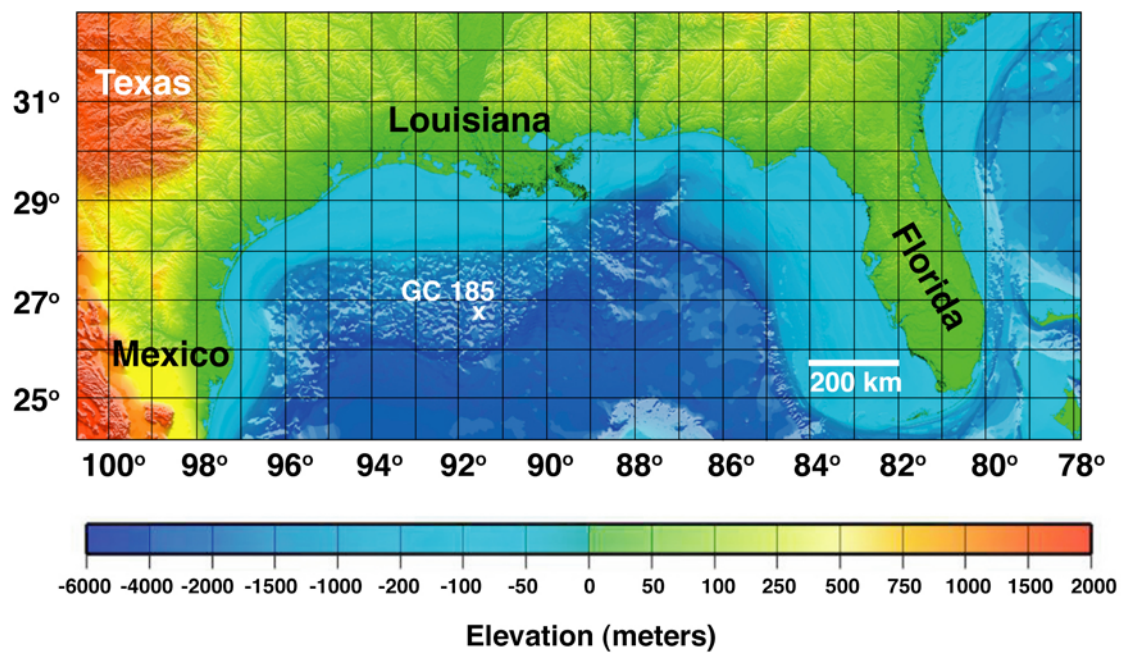 Texas
31°
Louisiana
29°
Florida
GC 185
x
27°
Mexico
200 km
25°
100° 98° 96° 94° 92° 90° 88° 86° 84° 82° 80° 78°
-6000 -4000 -2000 -1500 -1000 -200 -100 -50 0 50 100 250 500 750 1000 1500 2000
Elevation (meters)